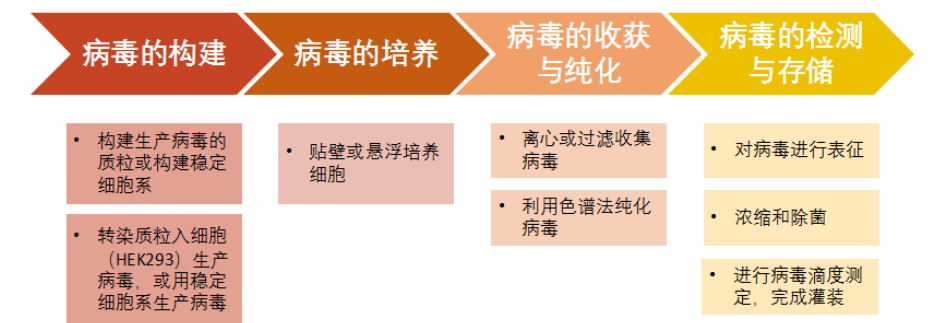 病毒的构建
病毒的培养
病毒的收获
与纯化
病毒的检测
与存储
• 构建生产病毒的
质粒或构建稳定
细胞系
• 转染质粒入细胞
（HEK293）生产
病毒，或用稳定
细胞系生产病毒
• 贴壁或悬浮培养
细胞
• 离心或过滤收集
病毒
• 利用色谱法纯化
病毒
• 对病毒进行表征
• 浓缩和除菌
• 进行病毒滴度测
定，完成灌装